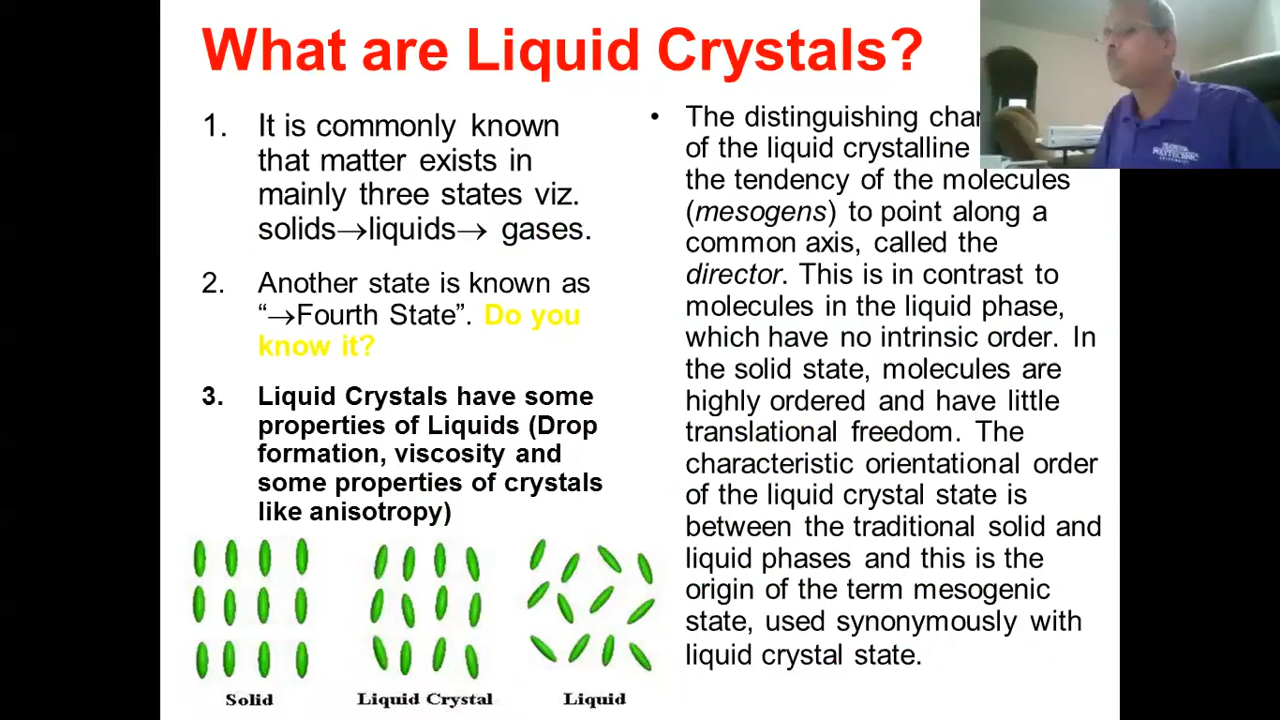 What are Liquid Crystals?
1. It is commonly known
that matter exists in
mainly three states viz.
solids→liquids→ gases.
2. Another state is known as
“→Fourth State”. Do you
know it?
3. Liquid Crystals have some
properties of Liquids (Drop
formation, viscosity and
some properties of crystals
like anisotropy)
Solid
Liquid Crystal
Liquid
• The distinguishing
of the liquid crystalline
the tendency of the molecules
(mesogens) to point along a
common axis, called the
director. This is in contrast to
molecules in the liquid phase,
which have no intrinsic order. In
the solid state, molecules are
highly ordered and have little
translational freedom. The
characteristic orientational order
of the liquid crystal state is
between the traditional solid and
liquid phases and this is the
origin of the term mesogenic
state, used synonymously with
liquid crystal state.
POLYTECHNIC